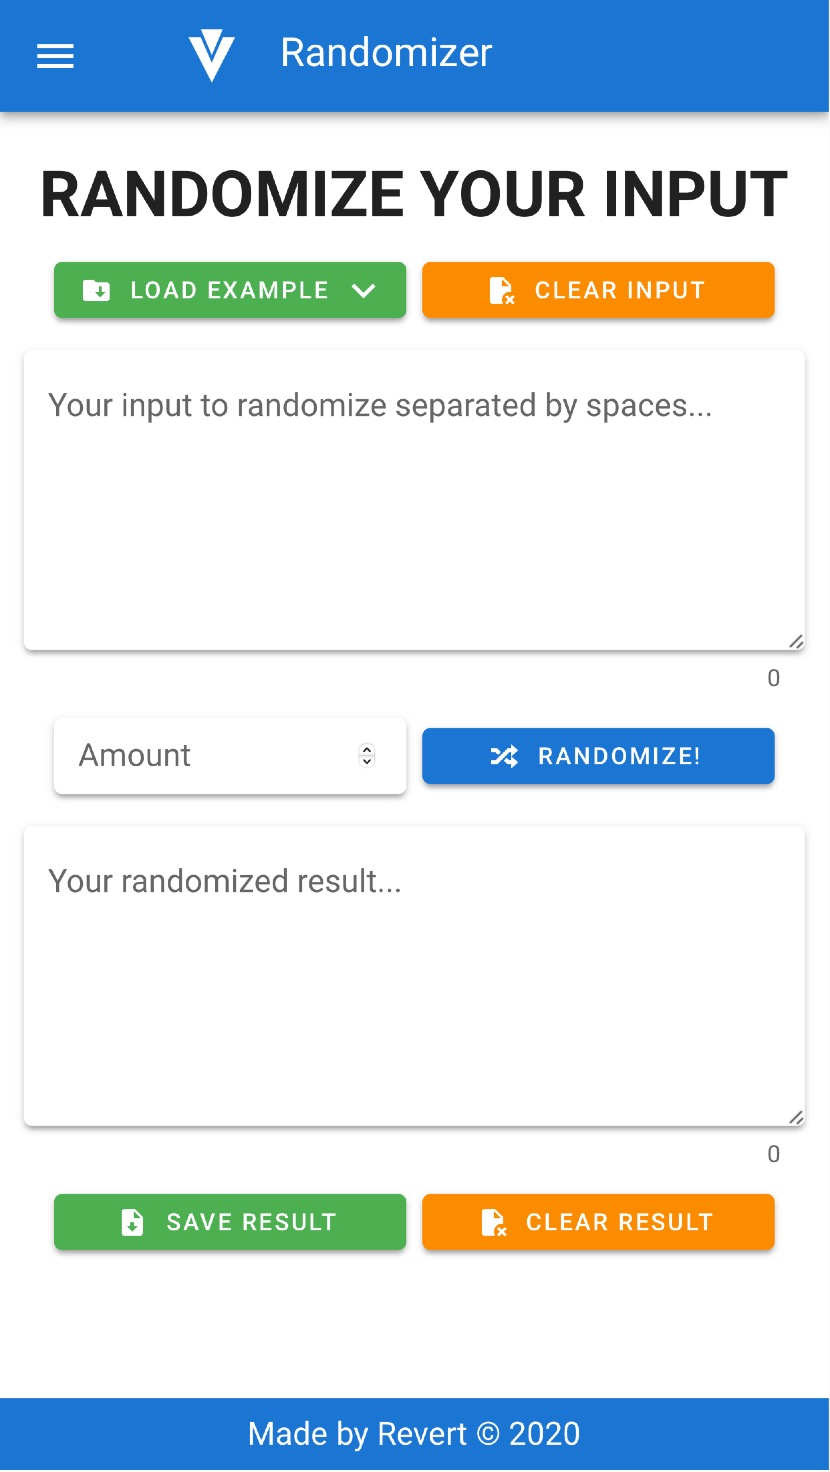 Randomizer
RANDOMIZE YOUR INPUT
LOAD EXAMPLE
CLEAR INPUT
Your input to randomize separated by spaces...
0
Amount
RANDOMIZE!
Your randomized result...
0
SAVE RESULT
CLEAR RESULT
Made by Revert © 2020